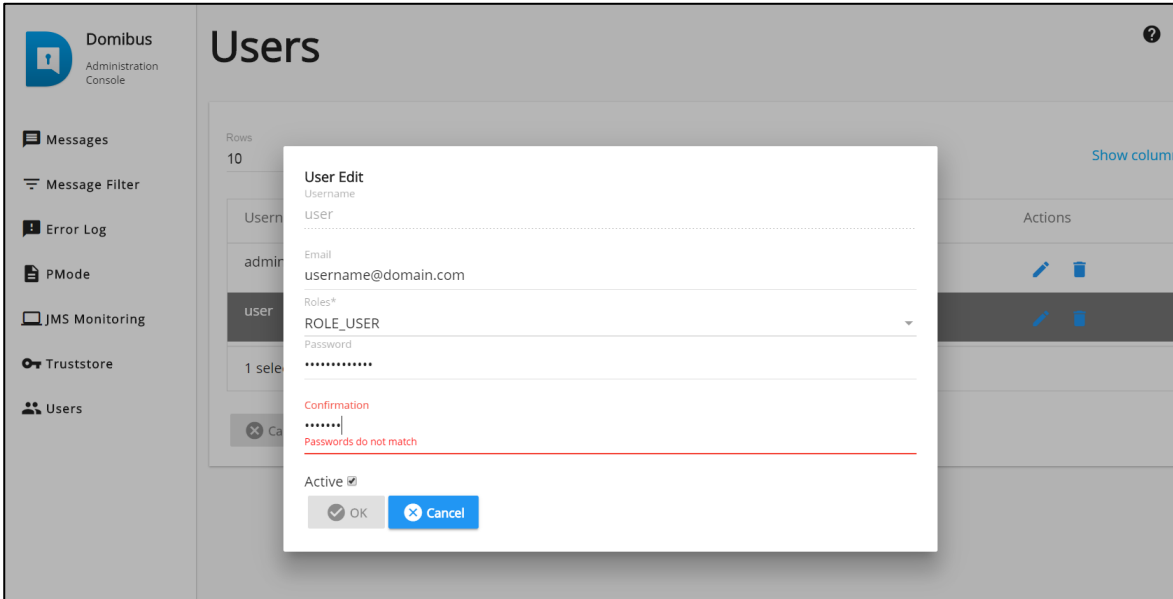 Domibus
Administration
Console
Users
Messages
Message Filter
Error Log
PMode
JMS Monitoring
Truststore
Users
Rows
10
Show colum
Usern
Actions
admin
user
1 sele
Ca
User Edit
Username
user
Email
username@domain.com
Roles*
ROLE_USER
Password
•••••••••••••
Confirmation
•••••••
Passwords do not match
Active
OK
Cancel